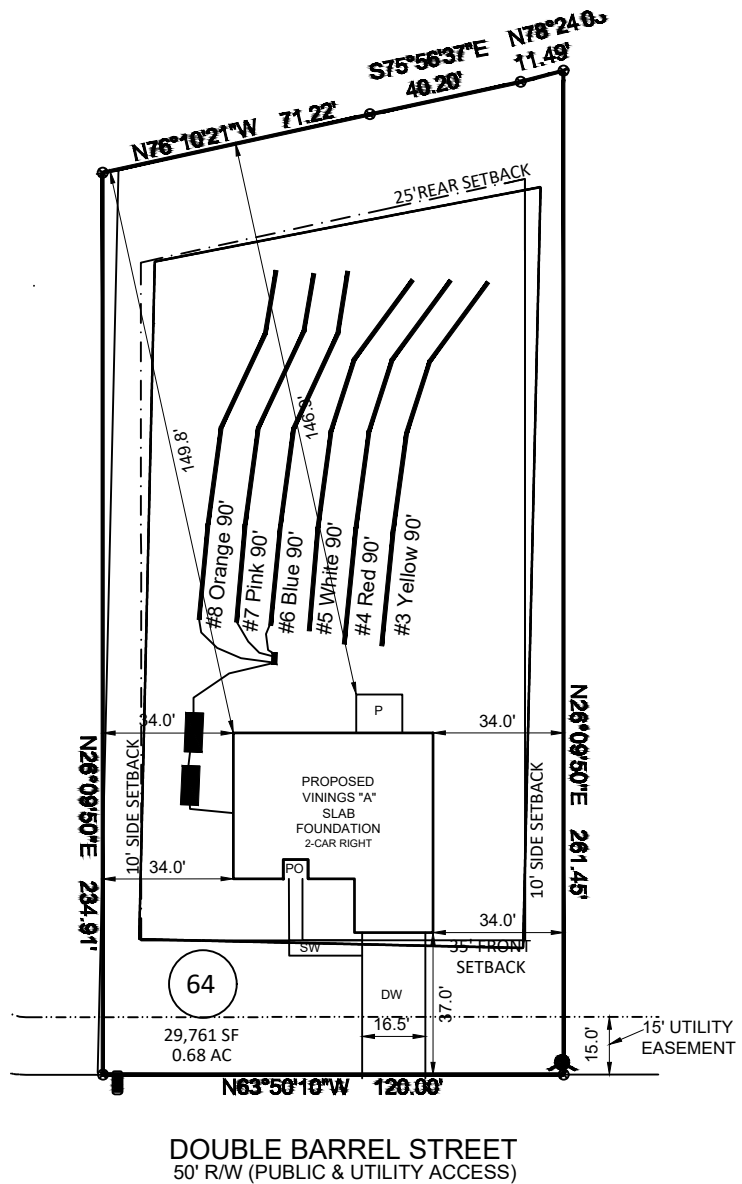 N78°24'03
11.49'
S75°56'37"E
40.20'
N76°10'21"W 71.22'
25'REAR SETBACK
149.8'
146.9'
#8 Orange 90'
#7 Pink 90'
#6 Blue 90'
#5 White 90'
#4 Red 90'
#3 Yellow 90'
P
34.0'
34.0'
N26°09'50"E 234.91'
10' SIDE SETBACK
PROPOSED
VININGS "A"
SLAB
FOUNDATION
2-CAR RIGHT
10' SIDE SETBACK
N26°09'50"E 261.45'
34.0'
PO
34.0'
SW
35' FRONT
SETBACK
64
29,761 SF
0.68 AC
DW
16.5'
37.0'
15.0'
15' UTILITY
EASEMENT
N63°50'10"W 120.00'
DOUBLE BARREL STREET
50' R/W (PUBLIC & UTILITY ACCESS)